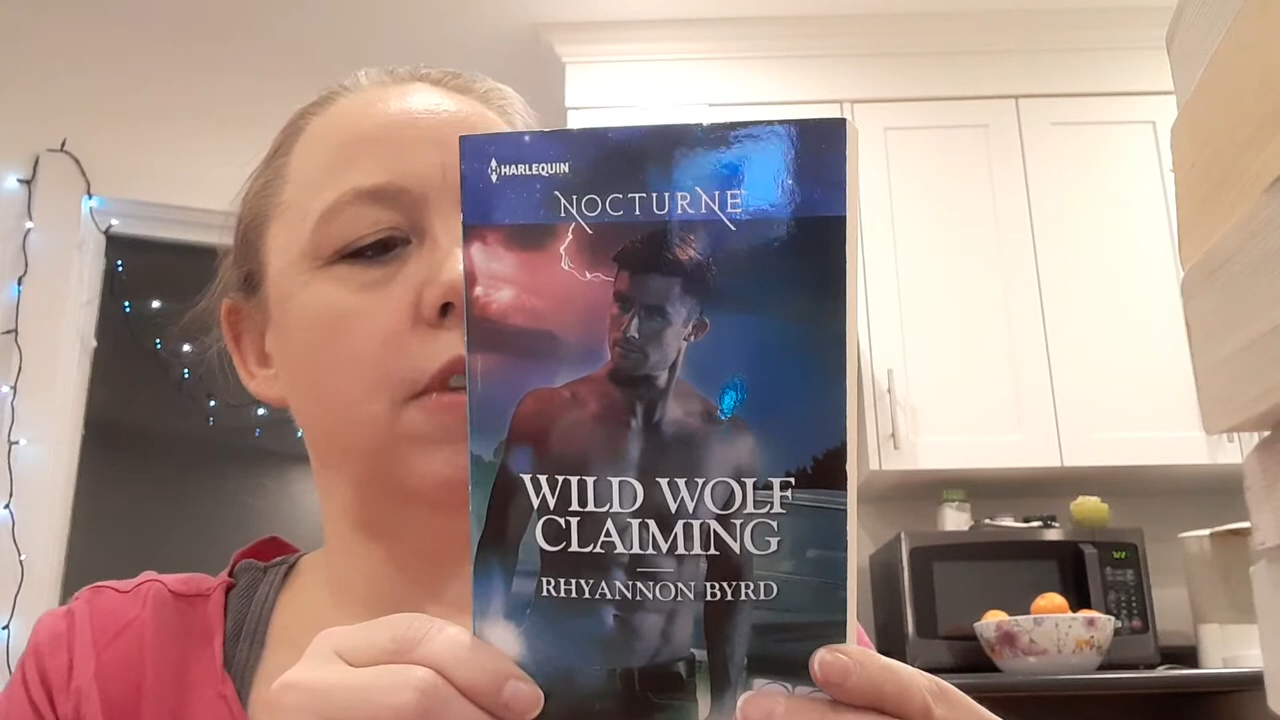 HARLEQUIN
NOCTURNE
WILD WOLF
CLAIMING
RHYANNON BYRD